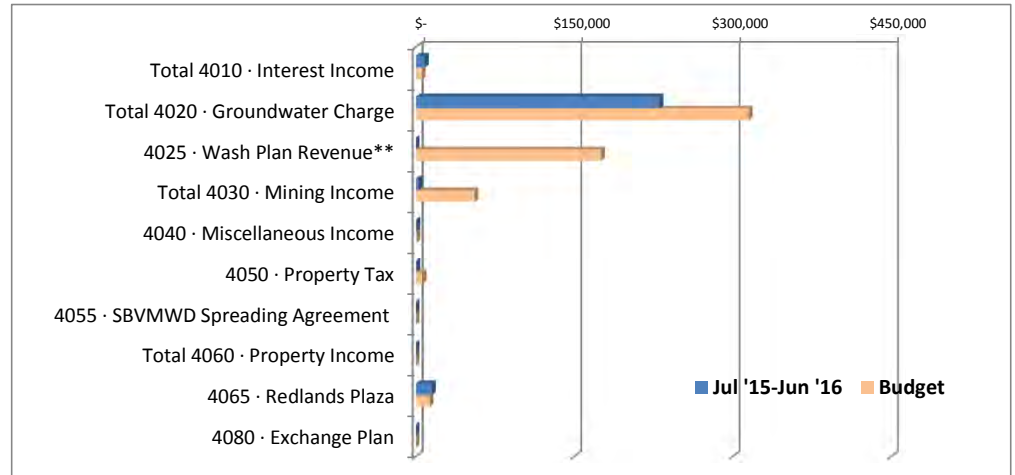 $- $150,000 $300,000 $450,000
Total 4010 · Interest Income
Total 4020 · Groundwater Charge
4025 · Wash Plan Revenue**
Total 4030 · Mining Income
4040 · Miscellaneous Income
4050 · Property Tax
4055 · SBVMWD Spreading Agreement
Total 4060 · Property Income
4065 · Redlands Plaza
Jul '15-Jun '16 Budget
4080 · Exchange Plan